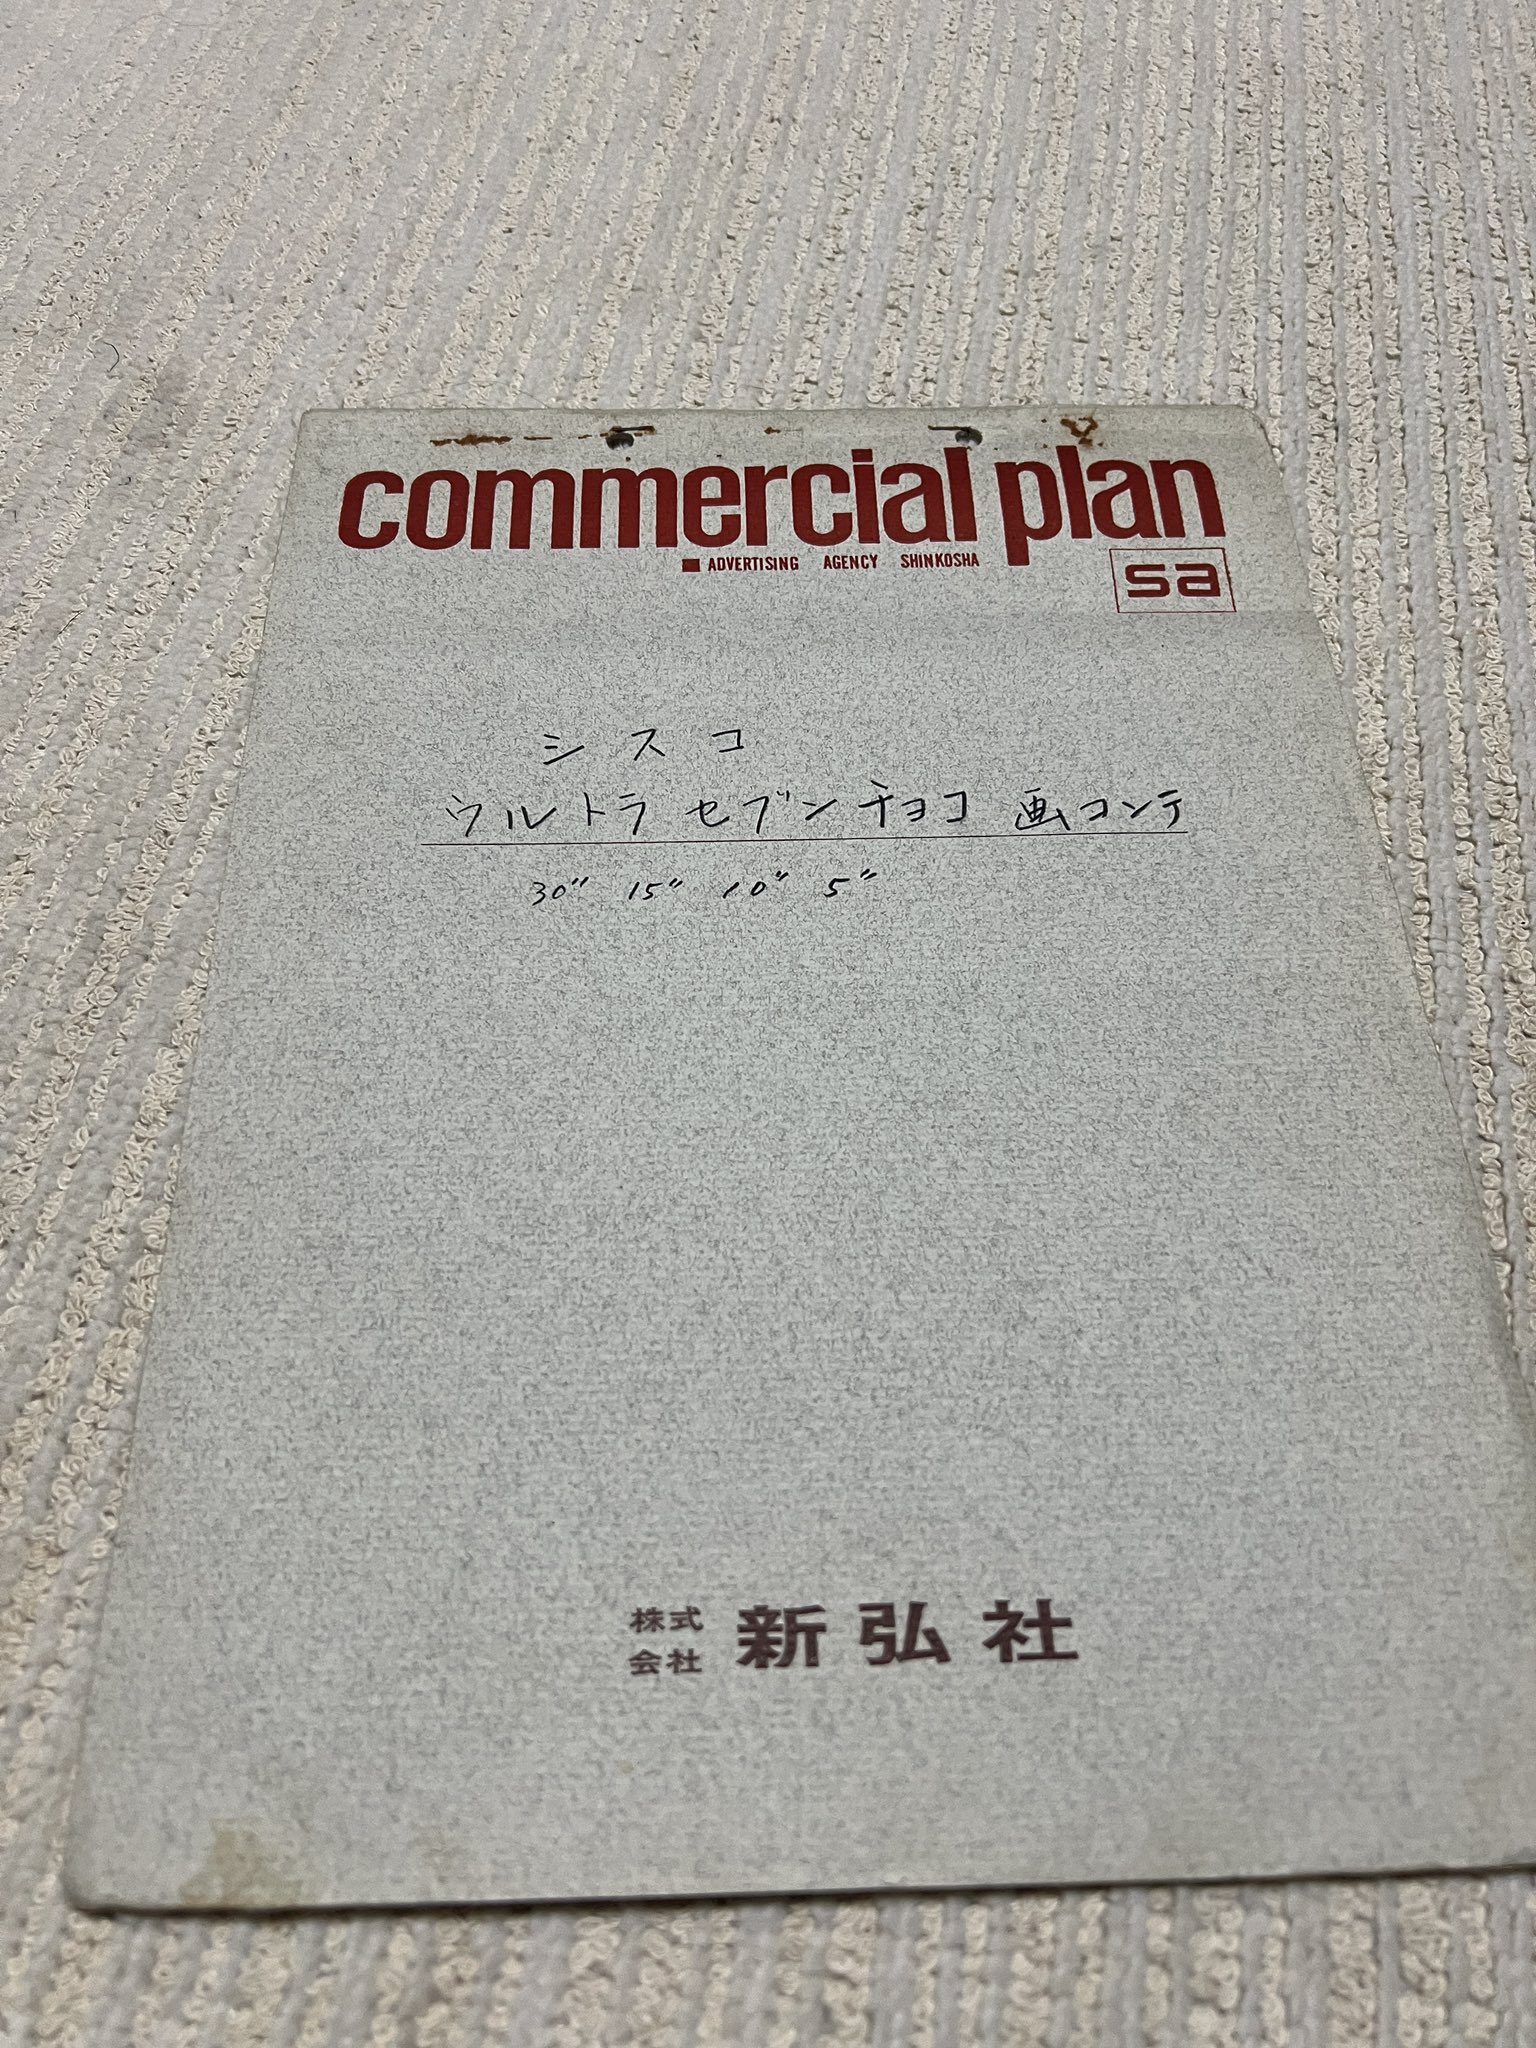 commercial plan
■ ADVERTISING AGENCY SHINKOSHA
sa
シスコ
ウルトラセブンチョコ 画コンテ
30" 15" 10" 5"
株式会社 新弘社